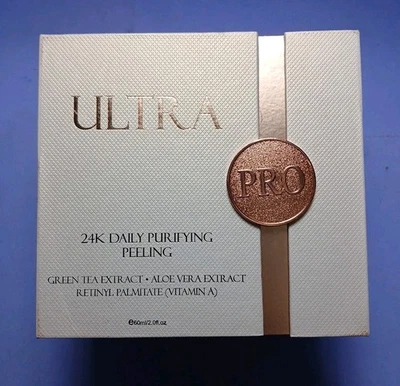 ULTRA
PRO
24K DAILY PURIFYING
PEELING
GREEN TEA EXTRACT • ALOE VERA EXTRACT
RETINYL PALMITATE (VITAMIN A)
℮60ml/2.0fl.oz